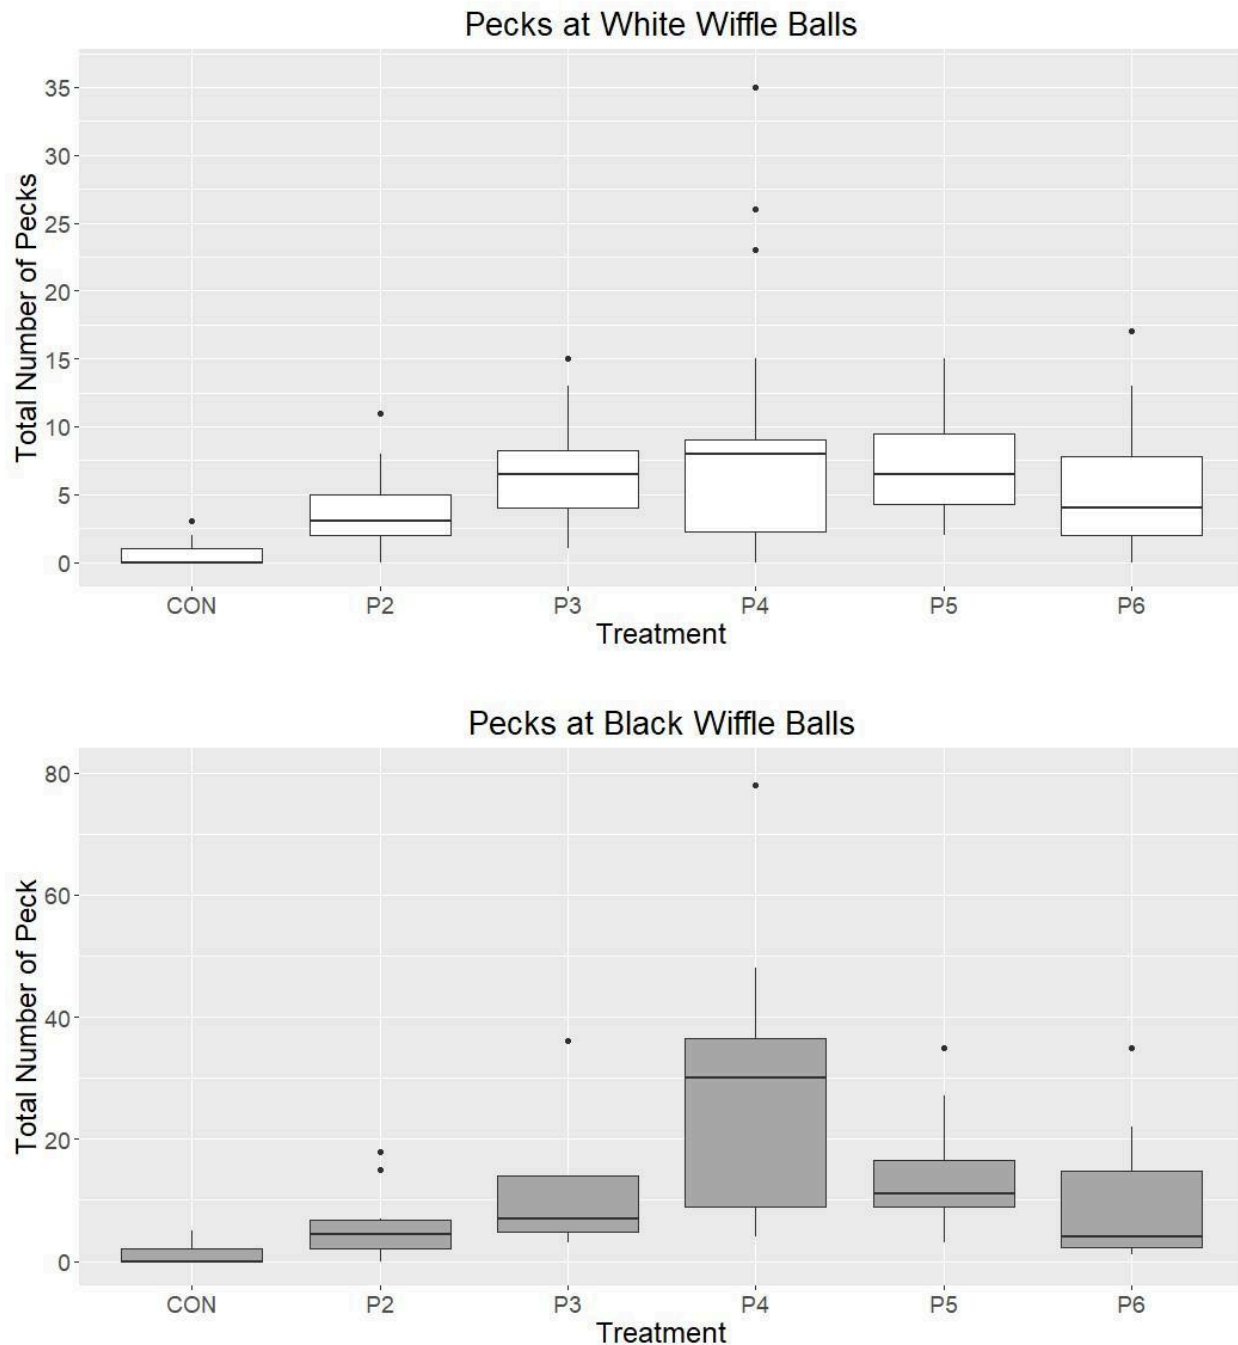 Pecks at White Wiffle Balls
Total Number of Pecks
35
30
25
20
15
10
5
0
CON P2 P3 P4 P5 P6
Treatment
Pecks at Black Wiffle Balls
Total Number of Peck
80
60
40
20
0
CON P2 P3 P4 P5 P6
Treatment